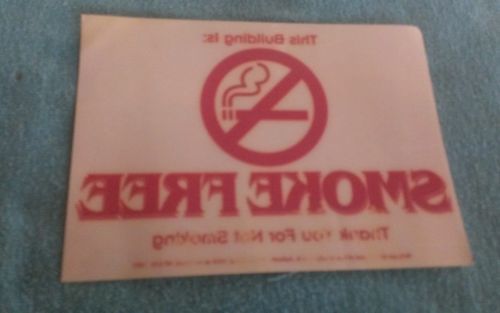 This Building Is:
SMOKE FREE
Thank You For Not Smoking